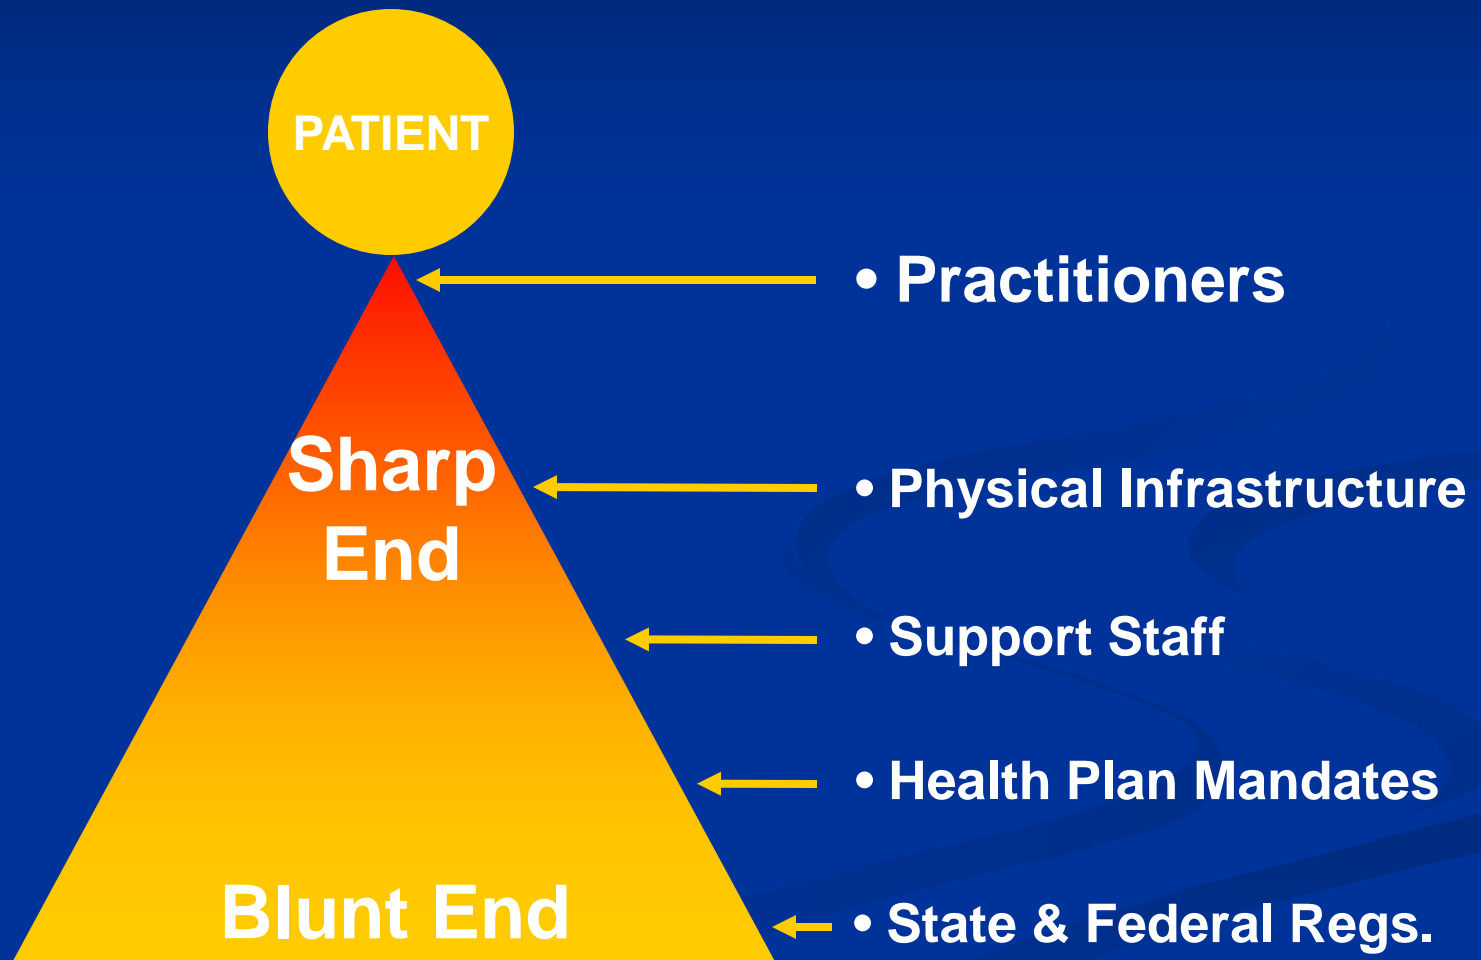 PATIENT
• Practitioners
Sharp
End
• Physical Infrastructure
• Support Staff
• Health Plan Mandates
Blunt End
• State & Federal Regs.